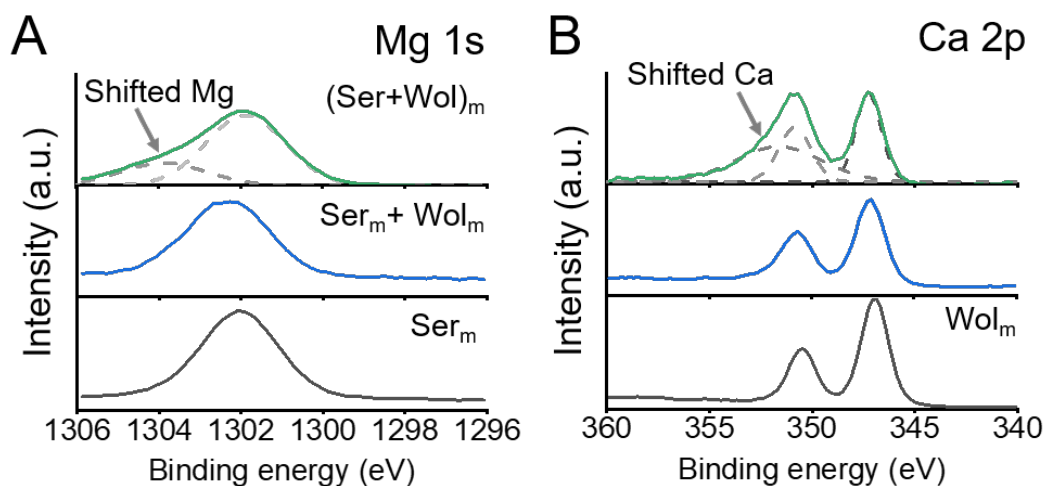 A
Mg 1s
Shifted Mg
(Ser+Wol)m
Serm+ Wolm
Serm
Intensity (a.u.)
1306 1304 1302 1300 1298 1296
Binding energy (eV)
B
Ca 2p
Shifted Ca
Wolm
Intensity (a.u.)
360 355 350 345 340
Binding energy (eV)